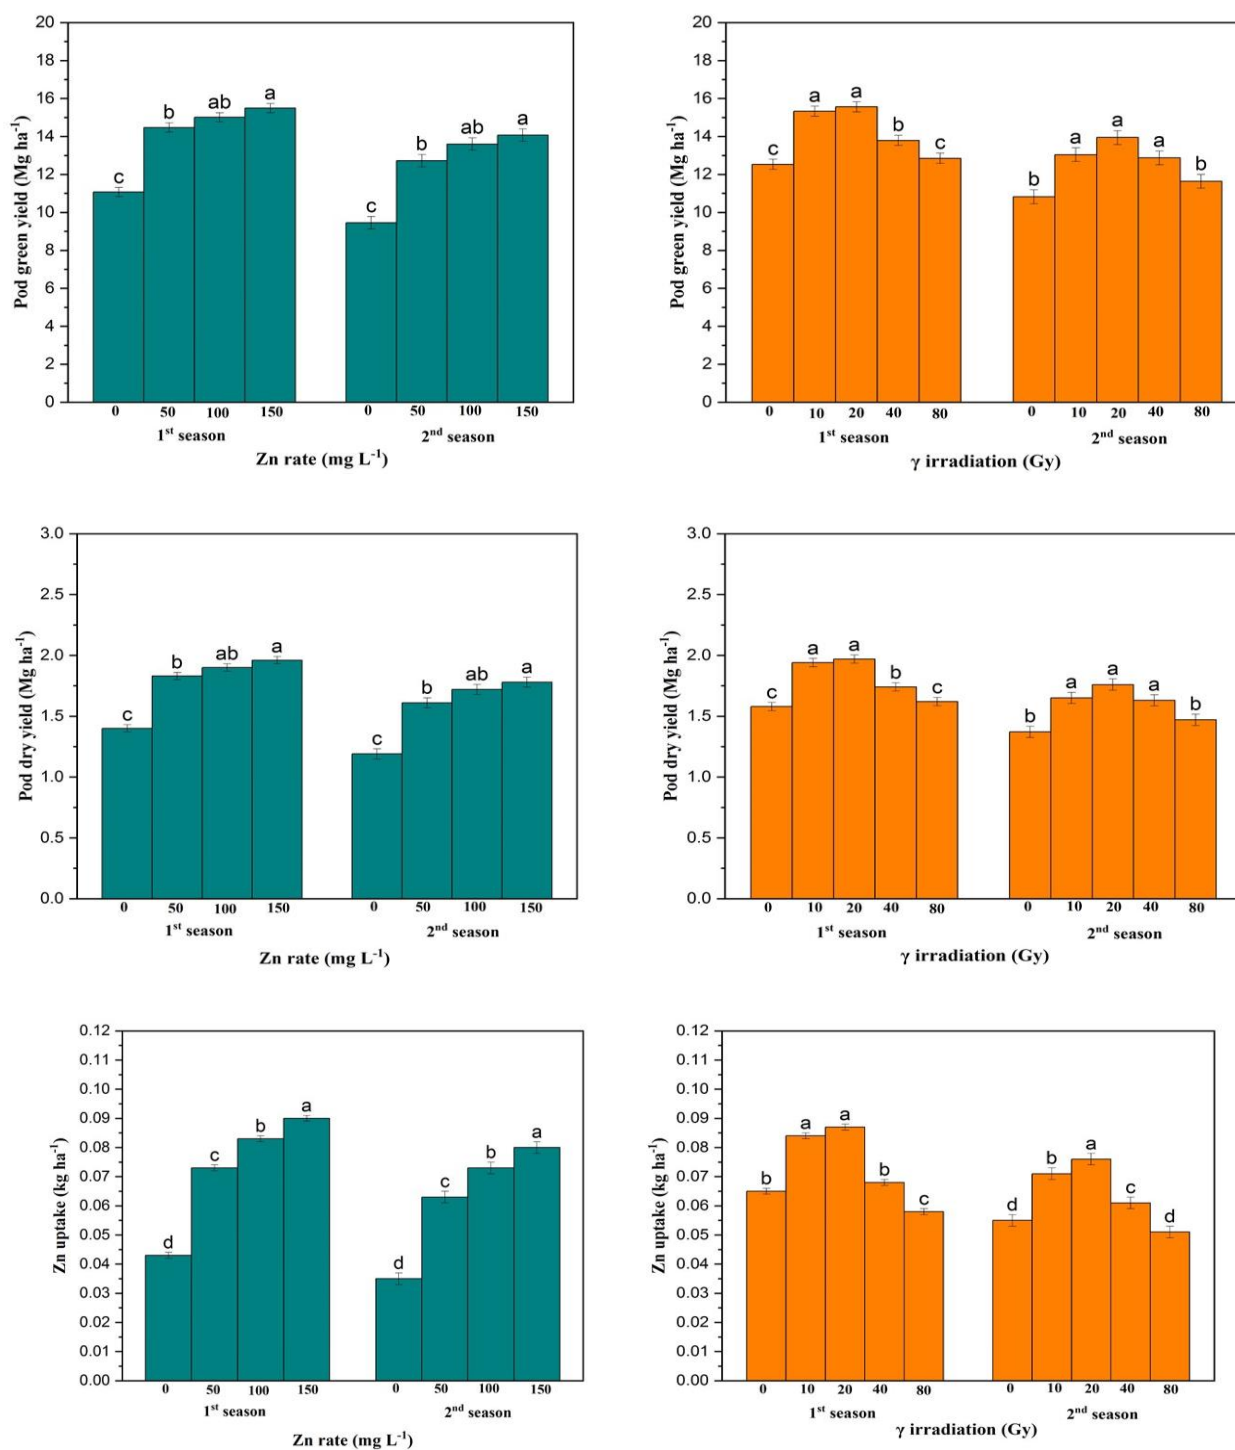 20
18
16
14
12
10
8
6
4
2
0
Pod green yield (Mg ha⁻¹)
c
b
ab
a
c
b
ab
a
0 50 100 150 0 50 100 150
1ˢᵗ season 2ⁿᵈ season
Zn rate (mg L⁻¹)
20
18
16
14
12
10
8
6
4
2
0
Pod green yield (Mg ha⁻¹)
c
a
a
b
c
b
a
a
a
b
0 10 20 40 80 0 10 20 40 80
1ˢᵗ season 2ⁿᵈ season
γ irradiation (Gy)
3.0
2.5
2.0
1.5
1.0
0.5
0.0
Pod dry yield (Mg ha⁻¹)
c
b
ab
a
c
b
ab
a
0 50 100 150 0 50 100 150
1ˢᵗ season 2ⁿᵈ season
Zn rate (mg L⁻¹)
3.0
2.5
2.0
1.5
1.0
0.5
0.0
Pod dry yield (Mg ha⁻¹)
c
a
a
b
c
b
a
a
a
b
0 10 20 40 80 0 10 20 40 80
1ˢᵗ season 2ⁿᵈ season
γ irradiation (Gy)
0.12
0.11
0.10
0.09
0.08
0.07
0.06
0.05
0.04
0.03
0.02
0.01
0.00
Zn uptake (kg ha⁻¹)
d
c
b
a
d
c
b
a
0 50 100 150 0 50 100 150
1ˢᵗ season 2ⁿᵈ season
Zn rate (mg L⁻¹)
0.12
0.11
0.10
0.09
0.08
0.07
0.06
0.05
0.04
0.03
0.02
0.01
0.00
Zn uptake (kg ha⁻¹)
b
a
a
b
c
d
b
a
c
d
0 10 20 40 80 0 10 20 40 80
1ˢᵗ season 2ⁿᵈ season
γ irradiation (Gy)